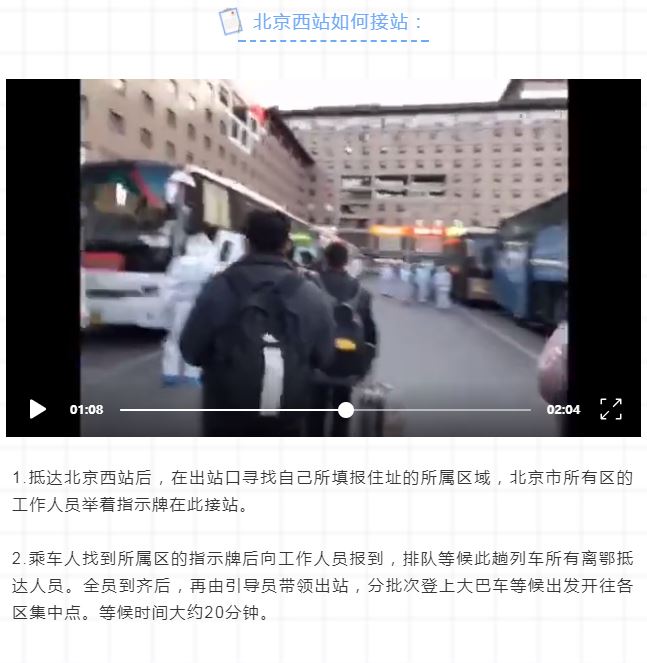 北京西站如何接站：
01:08
02:04
1.抵达北京西站后，在出站口寻找自己所填报住址的所属区域，北京市所有区的
工作人员举着指示牌在此接站。
2.乘车人找到所属区的指示牌后向工作人员报到，排队等候此趟列车所有离鄂抵
达人员。全员到齐后，再由引导员带领出站，分批次登上大巴车等候出发开往各
区集中点。等候时间大约20分钟。